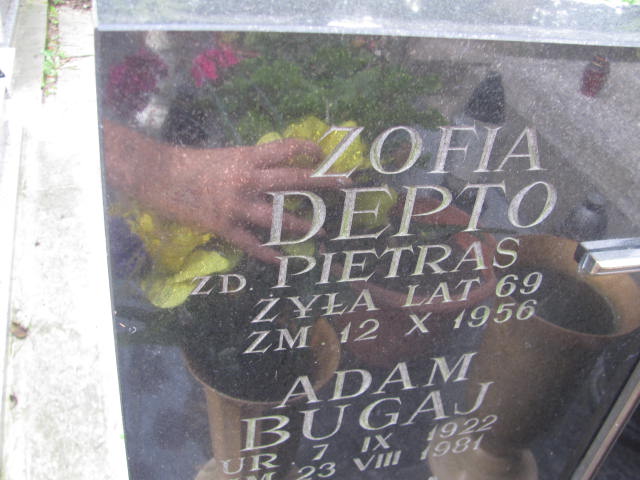 ZOFIA
DEPTO
ZD. PIETRAS
ŻYŁA LAT 69
ZM 12 X 1956
ADAM
BUGAJ
UR 7 IX 1922
ZM 23 VIII 1981